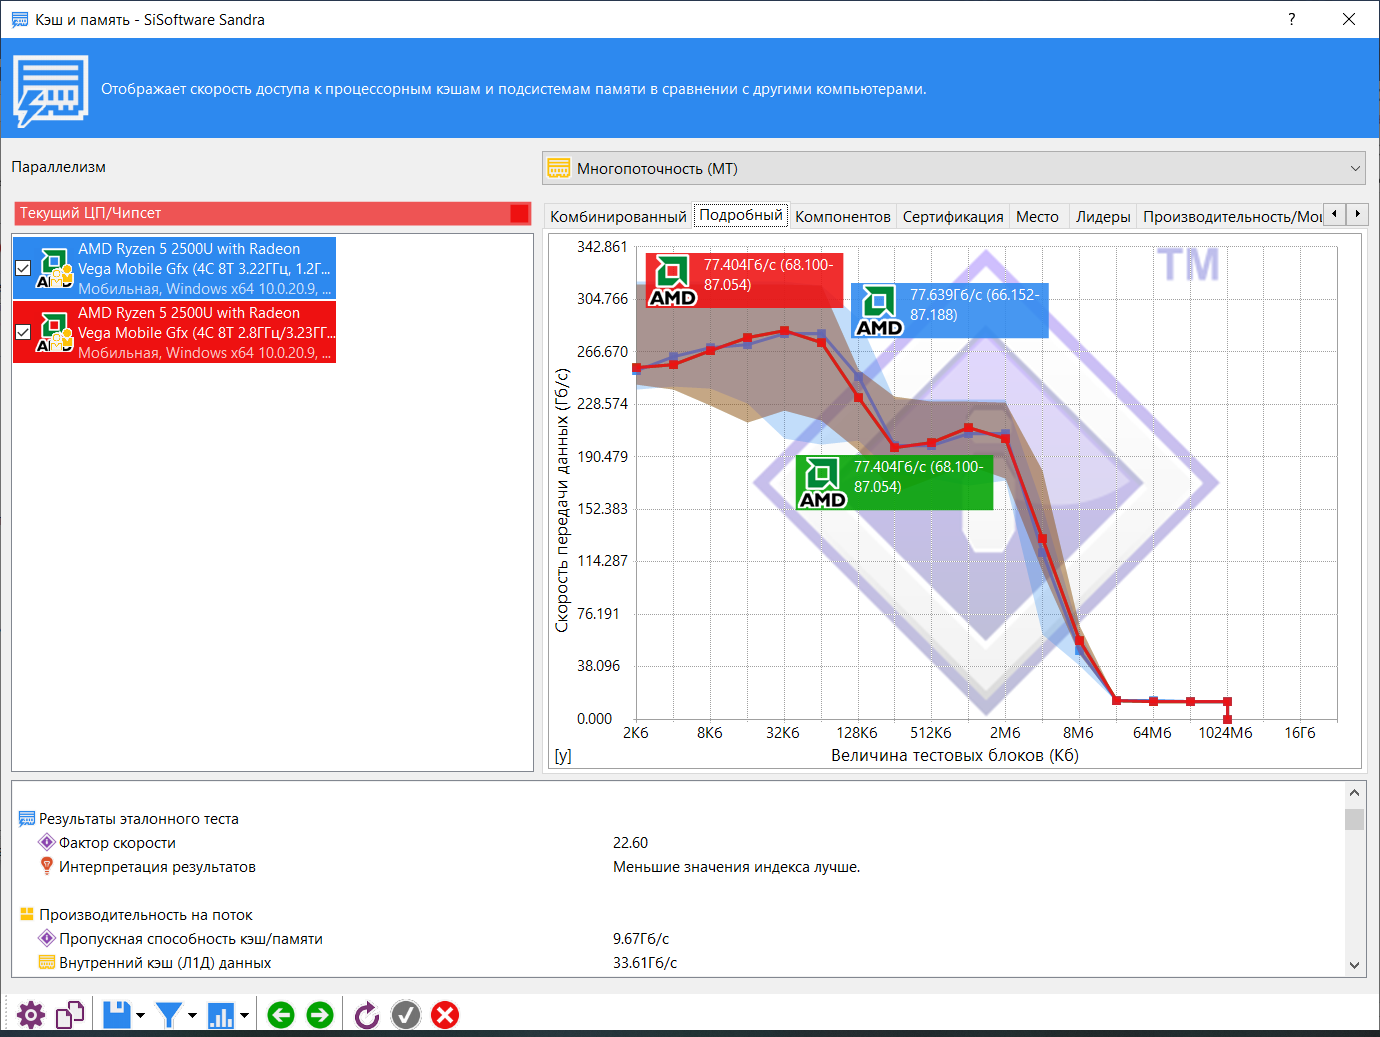 Кэш и память - SiSoftware Sandra
?
Отображает скорость доступа к процессорным кэшам и подсистемам памяти в сравнении с другими компьютерами.
Параллелизм
Многопоточность (МТ)
Текущий ЦП/Чипсет
AMD Ryzen 5 2500U with Radeon
Vega Mobile Gfx (4C 8T 3.22ГГц, 1.2Г...
Мобильная, Windows x64 10.0.20.9, ...
AMD Ryzen 5 2500U with Radeon
Vega Mobile Gfx (4C 8T 2.8ГГц/3.23ГГ...
Мобильная, Windows x64 10.0.20.9, ...
Комбинированный
Подробный
Компонентов
Сертификация
Место
Лидеры
Производительность/Мо
TM
342.861
304.766
266.670
228.574
190.479
152.383
114.287
76.191
38.096
0.000
Скорость передачи данных (Гб/с)
AMD
77.404Гб/с (68.100-
87.054)
AMD
77.639Гб/с (66.152-
87.188)
AMD
77.404Гб/с (68.100-
87.054)
2Кб
8Кб
32Кб
128Кб
512Кб
2Мб
8Мб
64Мб
1024Мб
16Гб
[y]
Величина тестовых блоков (Кб)
Результаты эталонного теста
Фактор скорости
22.60
Интерпретация результатов
Меньшие значения индекса лучше.
Производительность на поток
Пропускная способность кэш/памяти
9.67Гб/с
Внутренний кэш (Л1Д) данных
33.61Гб/с